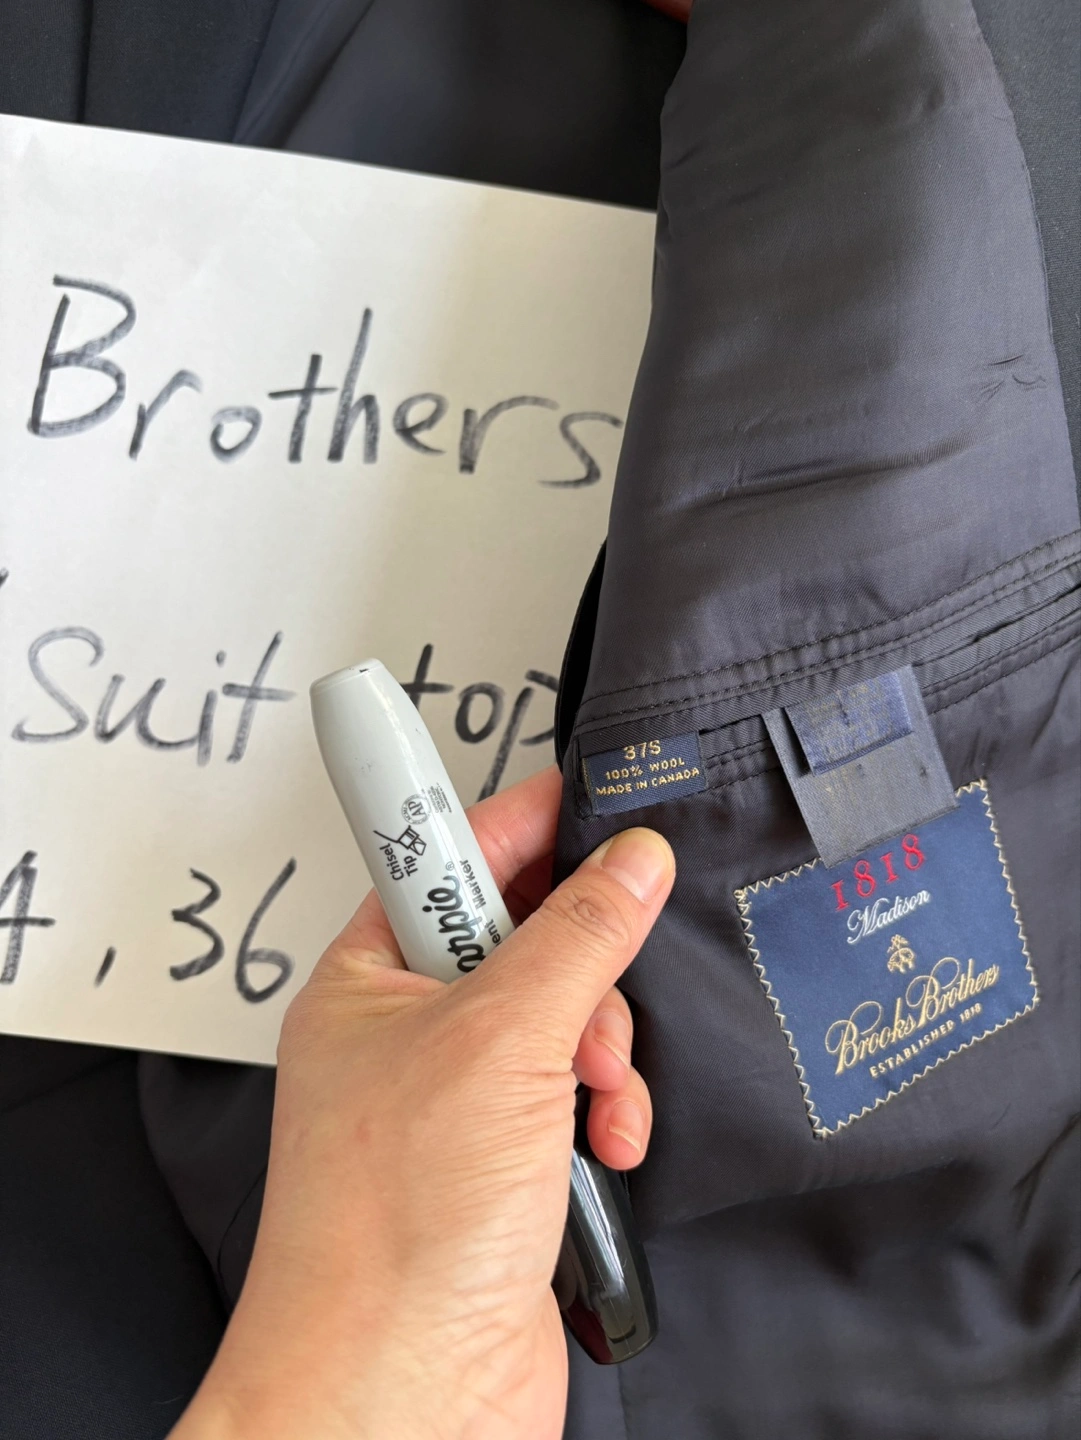 Brothers
Suit top
4, 36
37S
100% WOOL
MADE IN CANADA
1818
Madison
Brooks Brothers
ESTABLISHED 1818
Chisel
Tip
AP
Marker